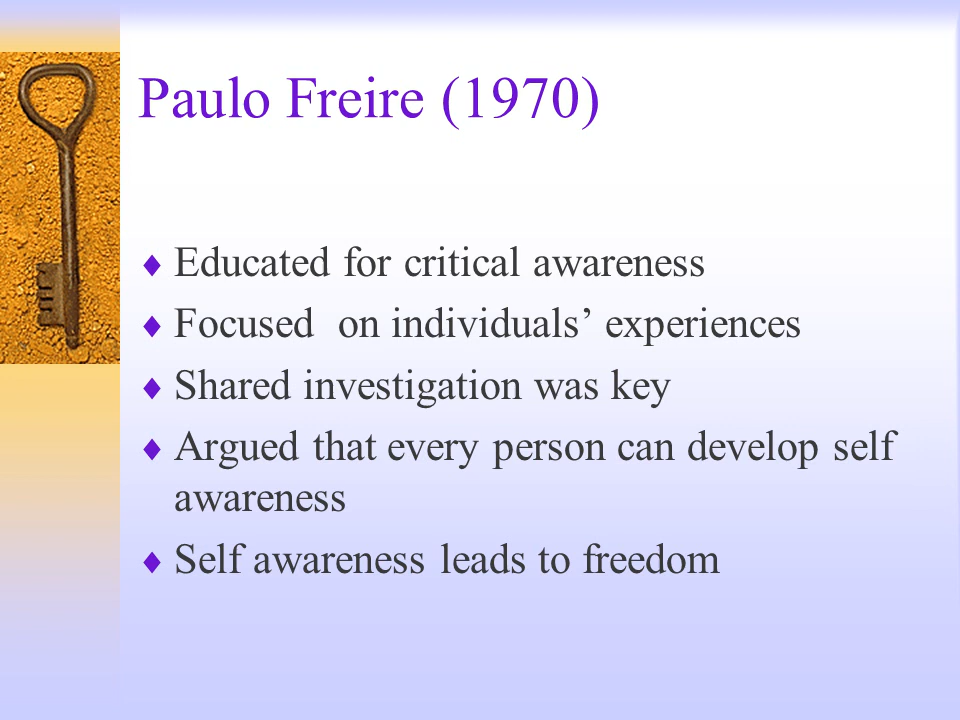 Paulo Freire (1970)
♦ Educated for critical awareness
♦ Focused  on individuals’ experiences
♦ Shared investigation was key
♦ Argued that every person can develop self
awareness
♦ Self awareness leads to freedom